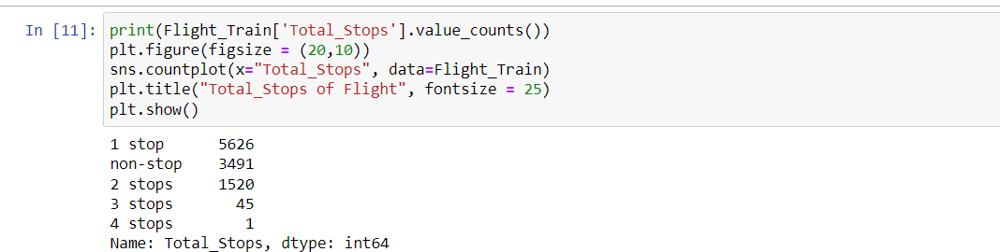 In [11]: print(Flight_Train['Total_Stops'].value_counts())
plt.figure(figsize = (20,10))
sns.countplot(x="Total_Stops", data=Flight_Train)
plt.title("Total_Stops of Flight", fontsize = 25)
plt.show()
1 stop      5626
non-stop    3491
2 stops     1520
3 stops       45
4 stops        1
Name: Total_Stops, dtype: int64